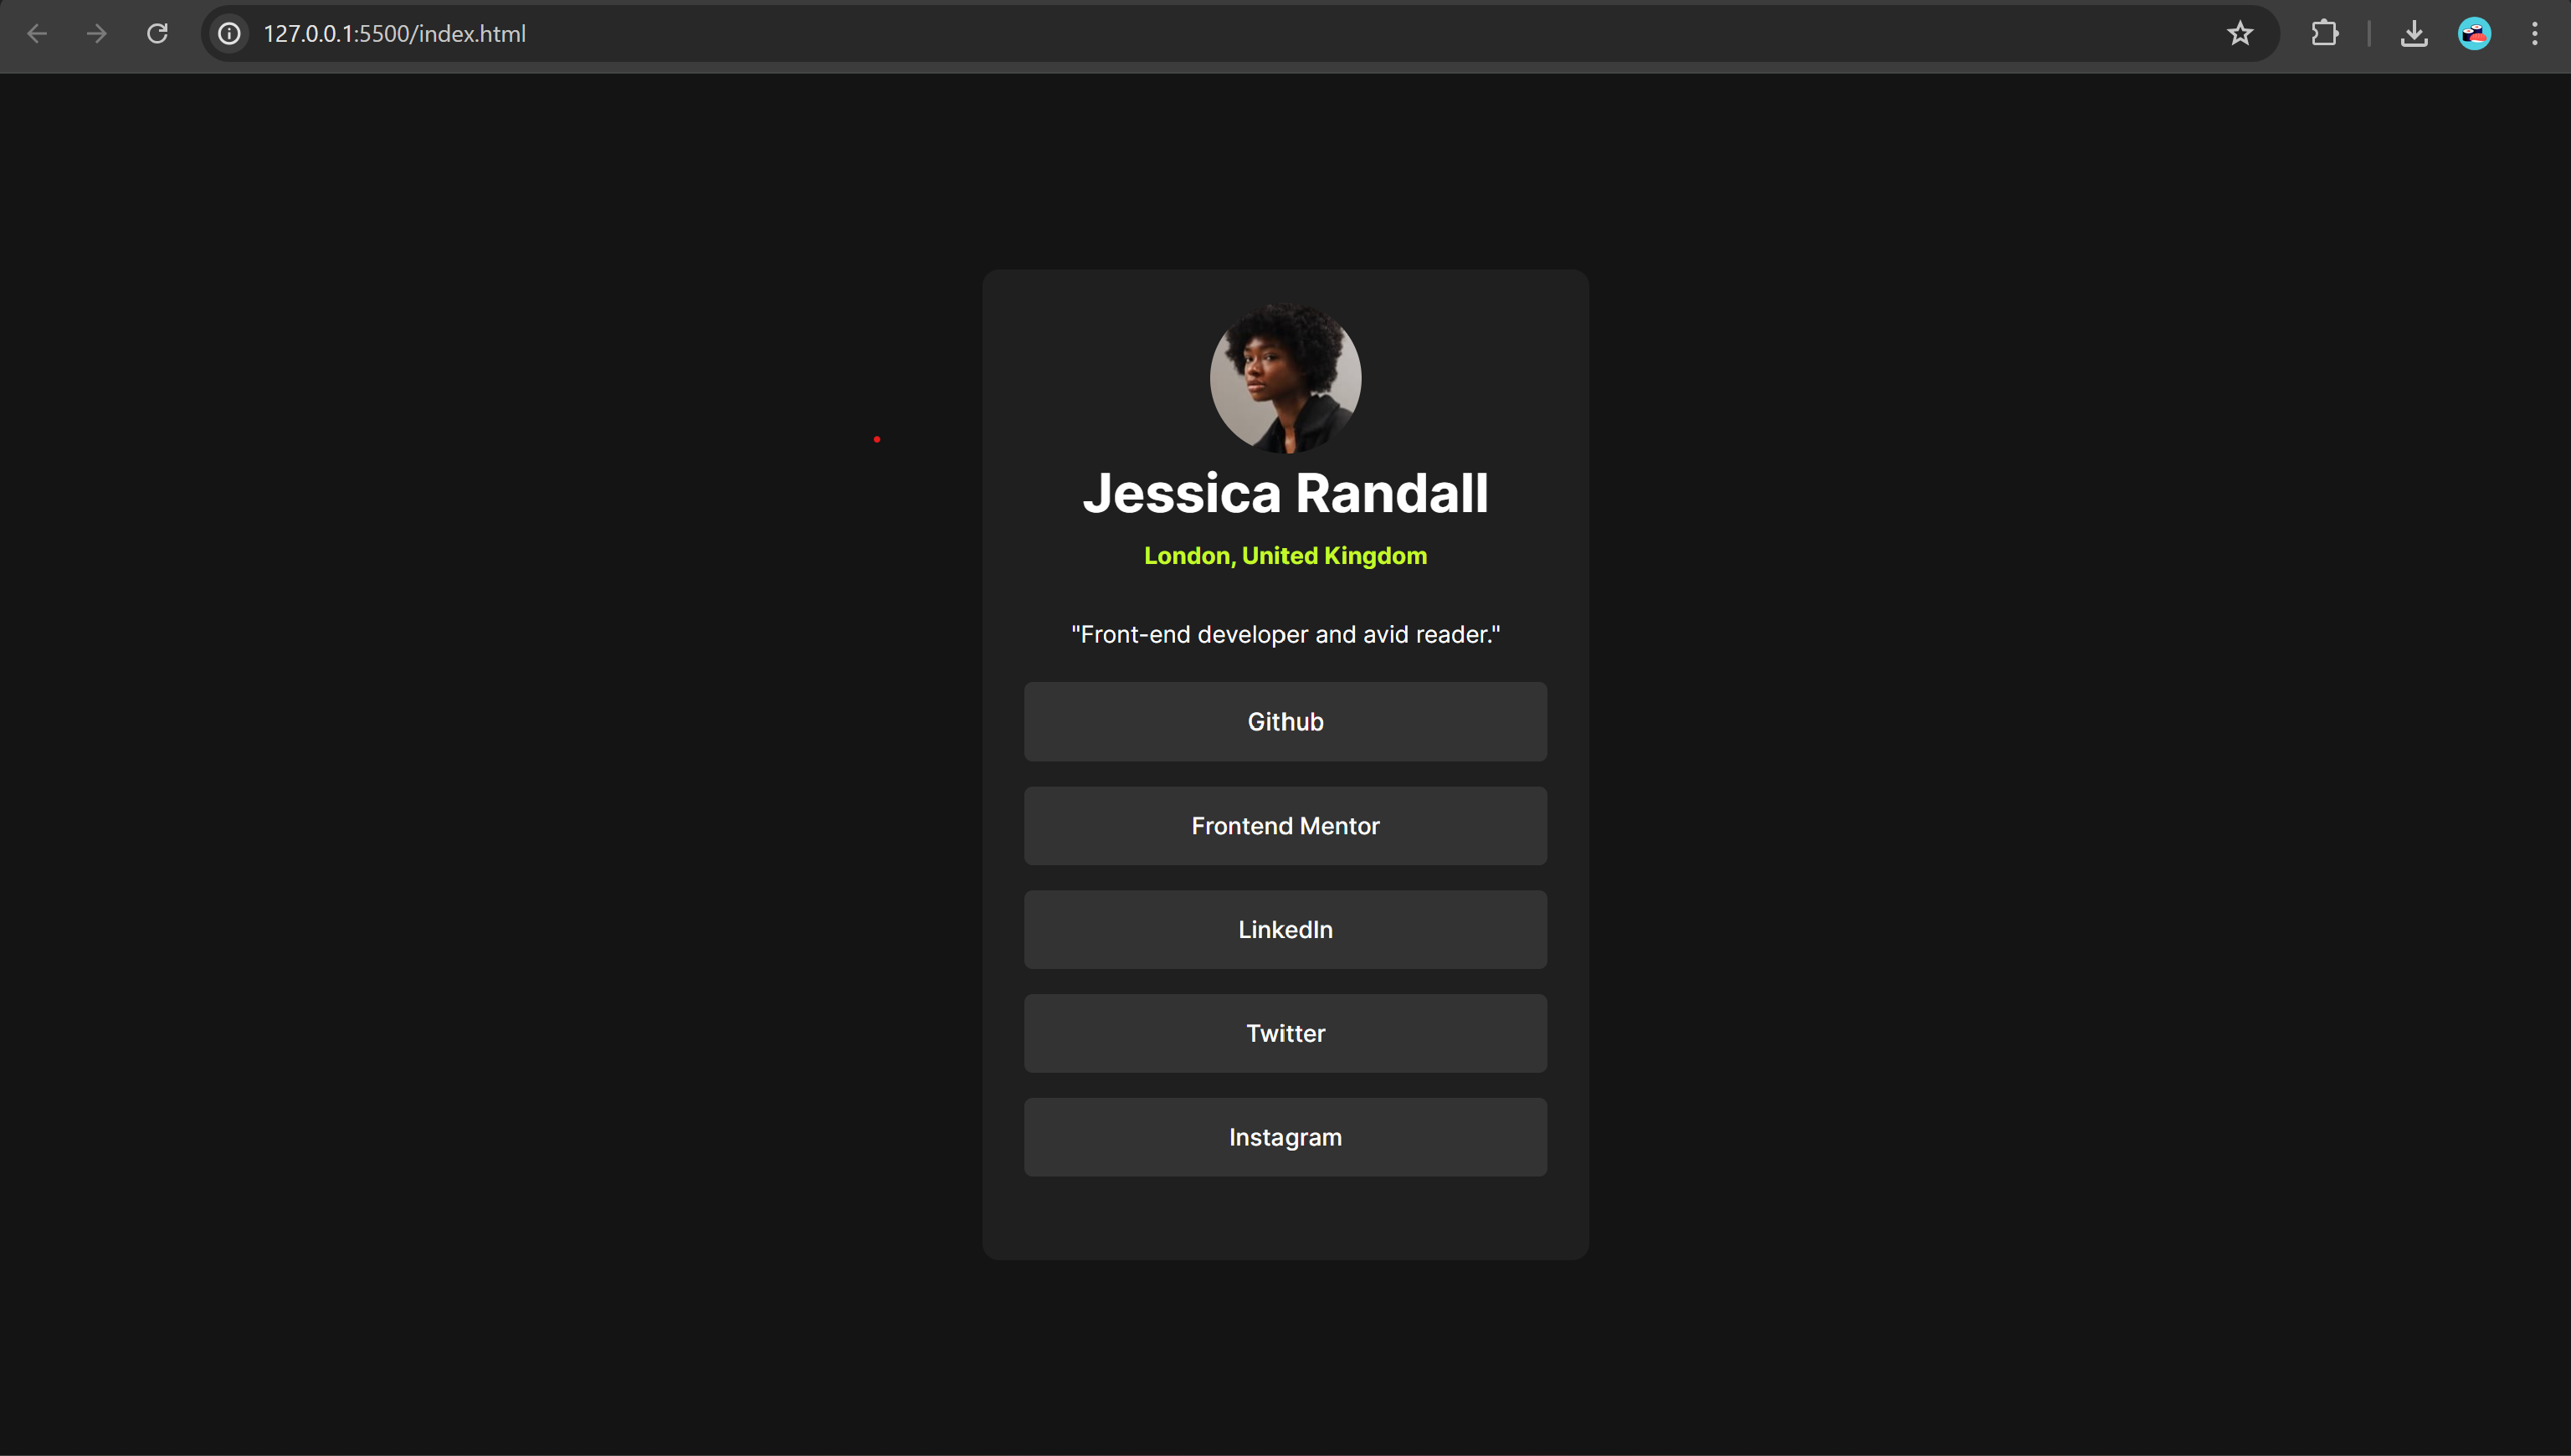 127.0.0.1:5500/index.html
Jessica Randall
London, United Kingdom
"Front-end developer and avid reader."
Github
Frontend Mentor
LinkedIn
Twitter
Instagram